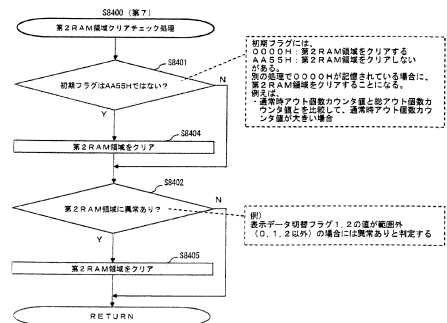 S8400(第7)
第2RAM領域クリアチェック処理
S8401
初期フラグはAA55Hではない?
N
Y
初期フラグには、
0000H:第2RAM領域をクリアする
AA55H:第2RAM領域をクリアしない
がある。
別の処理で0000Hが記憶されている場合に、
第2RAM領域をクリアすることになる。
例えば、
・通常時アウト個数カウンタ値と総アウト個数カ
ウンタ値とを比較して、通常時アウト個数カウ
ンタ値が大きい場合
S8404
第2RAM領域をクリア
S8402
第2RAM領域に異常あり?
N
Y
例)
表示データ切替フラグ1,2の値が範囲外
(0,1,2以外)の場合には異常ありと判定する
S8405
第2RAM領域をクリア
RETURN